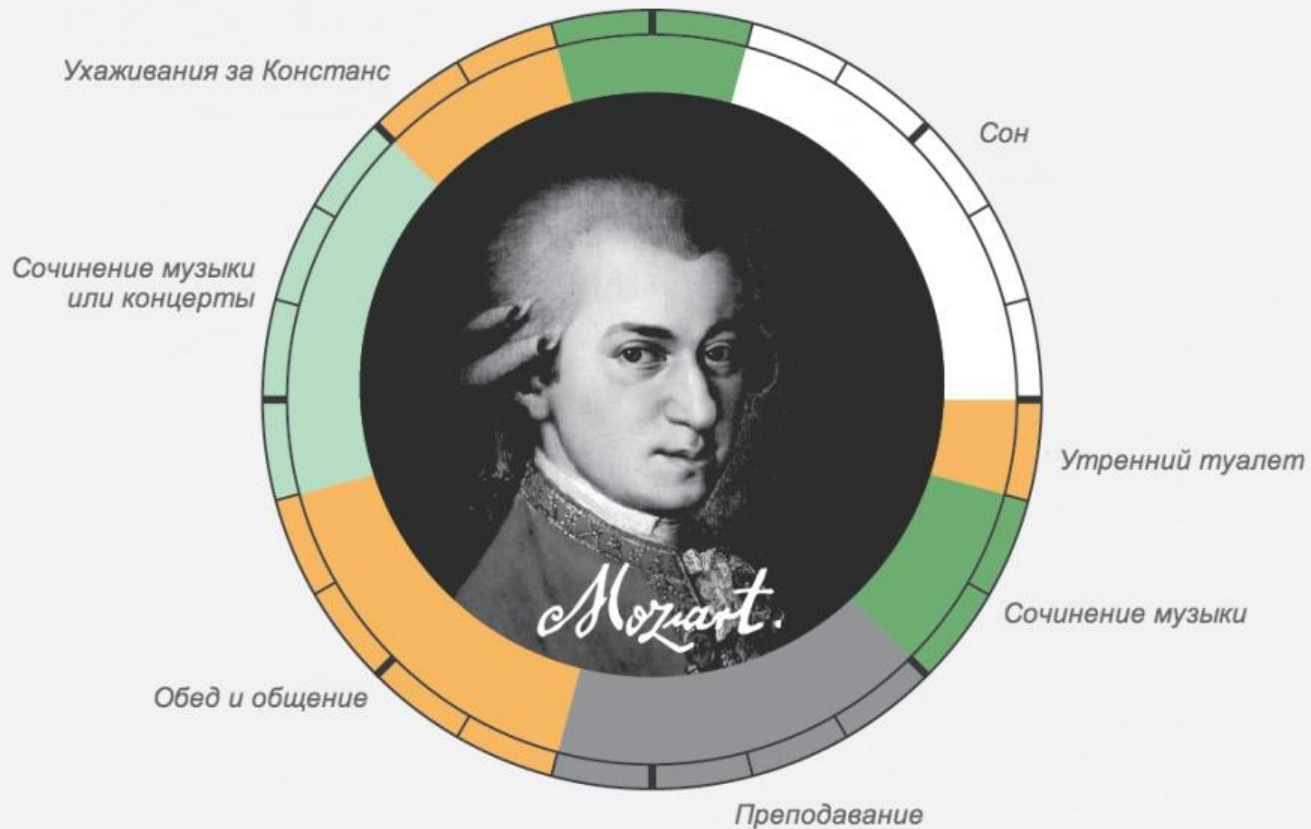 Ухаживания за Констанс
Сон
Сочинение музыки
или концерты
Утренний туалет
Mozart.
Сочинение музыки
Обед и общение
Преподавание